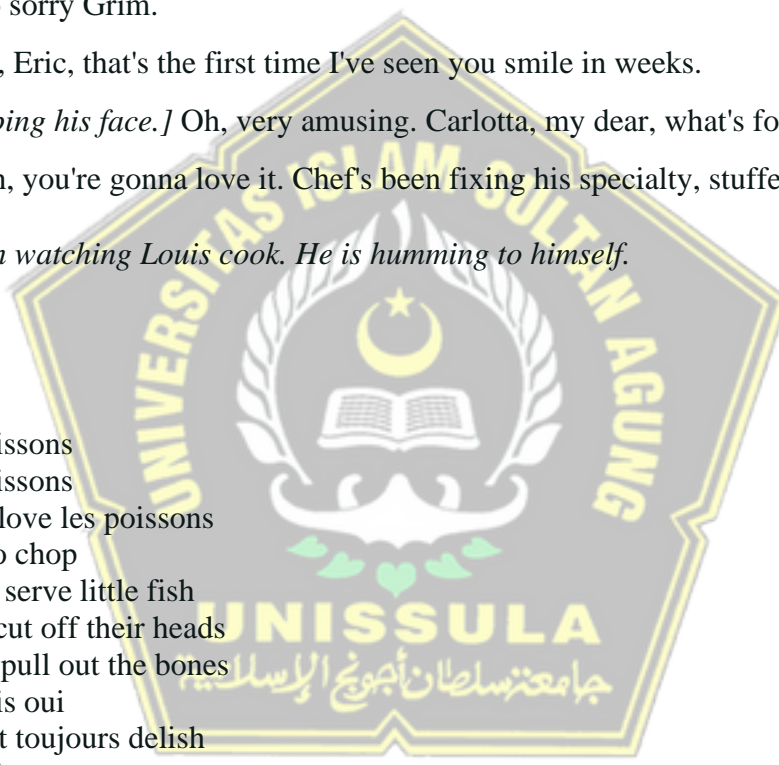 sorry Grim.
, Eric, that's the first time I've seen you smile in weeks.
ping his face.] Oh, very amusing. Carlotta, my dear, what's fo
n, you're gonna love it. Chef's been fixing his specialty, stuffe
n watching Louis cook. He is humming to himself.
UNIVERSITAS ISLAM SULTAN AGUNG
issons
issons
love les poissons
o chop
serve little fish
cut off their heads
pull out the bones
is oui
t toujours delish
UNISSULA
جامعتنسلطان أجونج الإسلامية